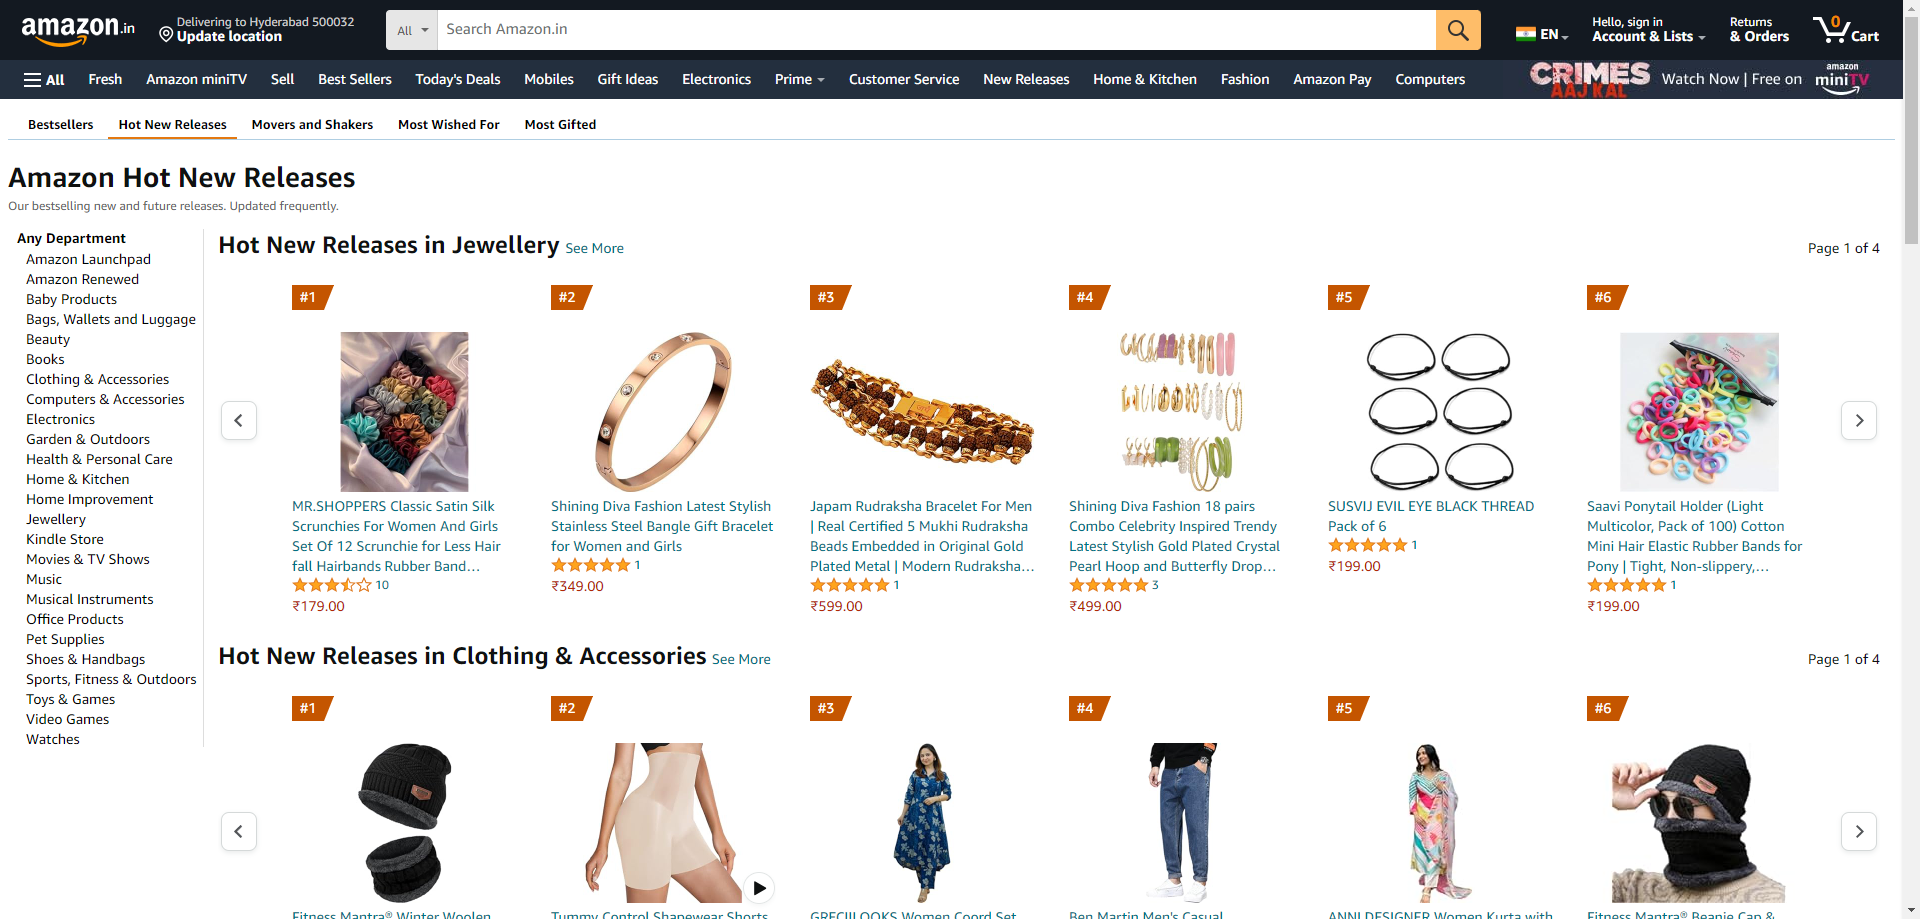 amazon.in
Delivering to Hyderabad 500032
Update location
All
Search Amazon.in
EN
Hello, sign in
Account & Lists
Returns
& Orders
0
Cart
All
Fresh
Amazon miniTV
Sell
Best Sellers
Today's Deals
Mobiles
Gift Ideas
Electronics
Prime
Customer Service
New Releases
Home & Kitchen
Fashion
Amazon Pay
Computers
CRIMES
AAJ KAL
Watch Now | Free on
amazon
miniTV
Bestsellers
Hot New Releases
Movers and Shakers
Most Wished For
Most Gifted
Amazon Hot New Releases
Our bestselling new and future releases. Updated frequently.
Any Department
Amazon Launchpad
Amazon Renewed
Baby Products
Bags, Wallets and Luggage
Beauty
Books
Clothing & Accessories
Computers & Accessories
Electronics
Garden & Outdoors
Health & Personal Care
Home & Kitchen
Home Improvement
Jewellery
Kindle Store
Movies & TV Shows
Music
Musical Instruments
Office Products
Pet Supplies
Shoes & Handbags
Sports, Fitness & Outdoors
Toys & Games
Video Games
Watches
Hot New Releases in Jewellery See More
Page 1 of 4
#1
MR.SHOPPERS Classic Satin Silk
Scrunchies For Women And Girls
Set Of 12 Scrunchie for Less Hair
fall Hairbands Rubber Band…
10
₹179.00
#2
Shining Diva Fashion Latest Stylish
Stainless Steel Bangle Gift Bracelet
for Women and Girls
1
₹349.00
#3
Japam Rudraksha Bracelet For Men
| Real Certified 5 Mukhi Rudraksha
Beads Embedded in Original Gold
Plated Metal | Modern Rudraksha…
1
₹599.00
#4
Shining Diva Fashion 18 pairs
Combo Celebrity Inspired Trendy
Latest Stylish Gold Plated Crystal
Pearl Hoop and Butterfly Drop…
3
₹499.00
#5
SUSVIJ EVIL EYE BLACK THREAD
Pack of 6
1
₹199.00
#6
Saavi Ponytail Holder (Light
Multicolor, Pack of 100) Cotton
Mini Hair Elastic Rubber Bands for
Pony | Tight, Non-slippery,…
1
₹199.00
Hot New Releases in Clothing & Accessories See More
Page 1 of 4
#1
Fitness Mantra® Winter Woolen
#2
Tummy Control Shapewear Shorts
#3
GRECIILOOKS Women Coord Set
#4
Ben Martin Men's Casual
#5
ANNI DESIGNER Women Kurta with
#6
Fitness Mantra® Beanie Cap &